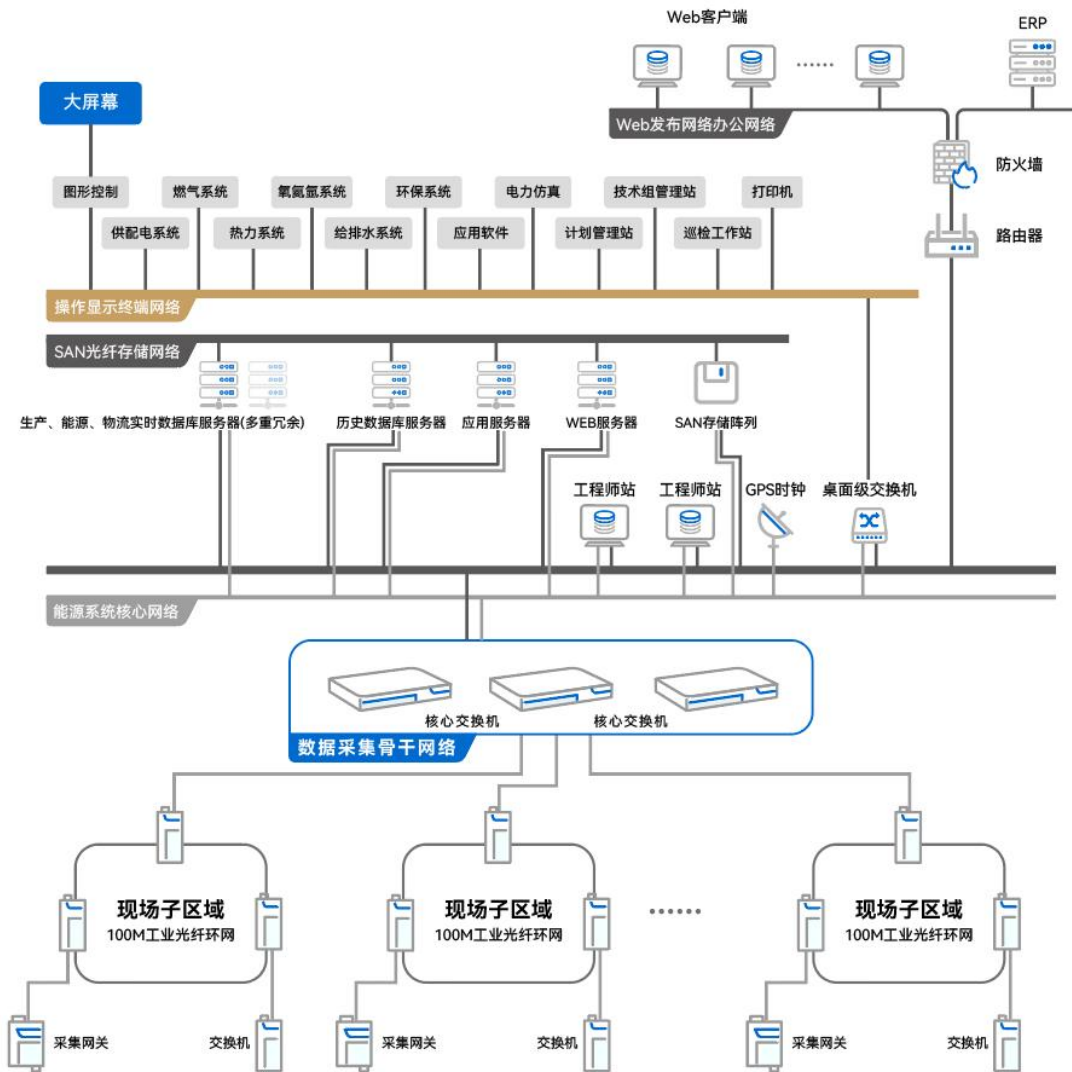 Web客户端
ERP
大屏幕
Web发布网络办公网络
防火墙
图形控制
燃气系统
氧氮氩系统
环保系统
电力仿真
技术组管理站
打印机
供配电系统
热力系统
给排水系统
应用软件
计划管理站
巡检工作站
路由器
操作显示终端网络
SAN光纤存储网络
生产、能源、物流实时数据库服务器(多重冗余)
历史数据库服务器
应用服务器
WEB服务器
SAN存储阵列
工程师站
工程师站
GPS时钟
桌面级交换机
能源系统核心网络
核心交换机
核心交换机
数据采集骨干网络
现场子区域
100M工业光纤环网
现场子区域
100M工业光纤环网
......
现场子区域
100M工业光纤环网
采集网关
交换机
采集网关
交换机
采集网关
交换机